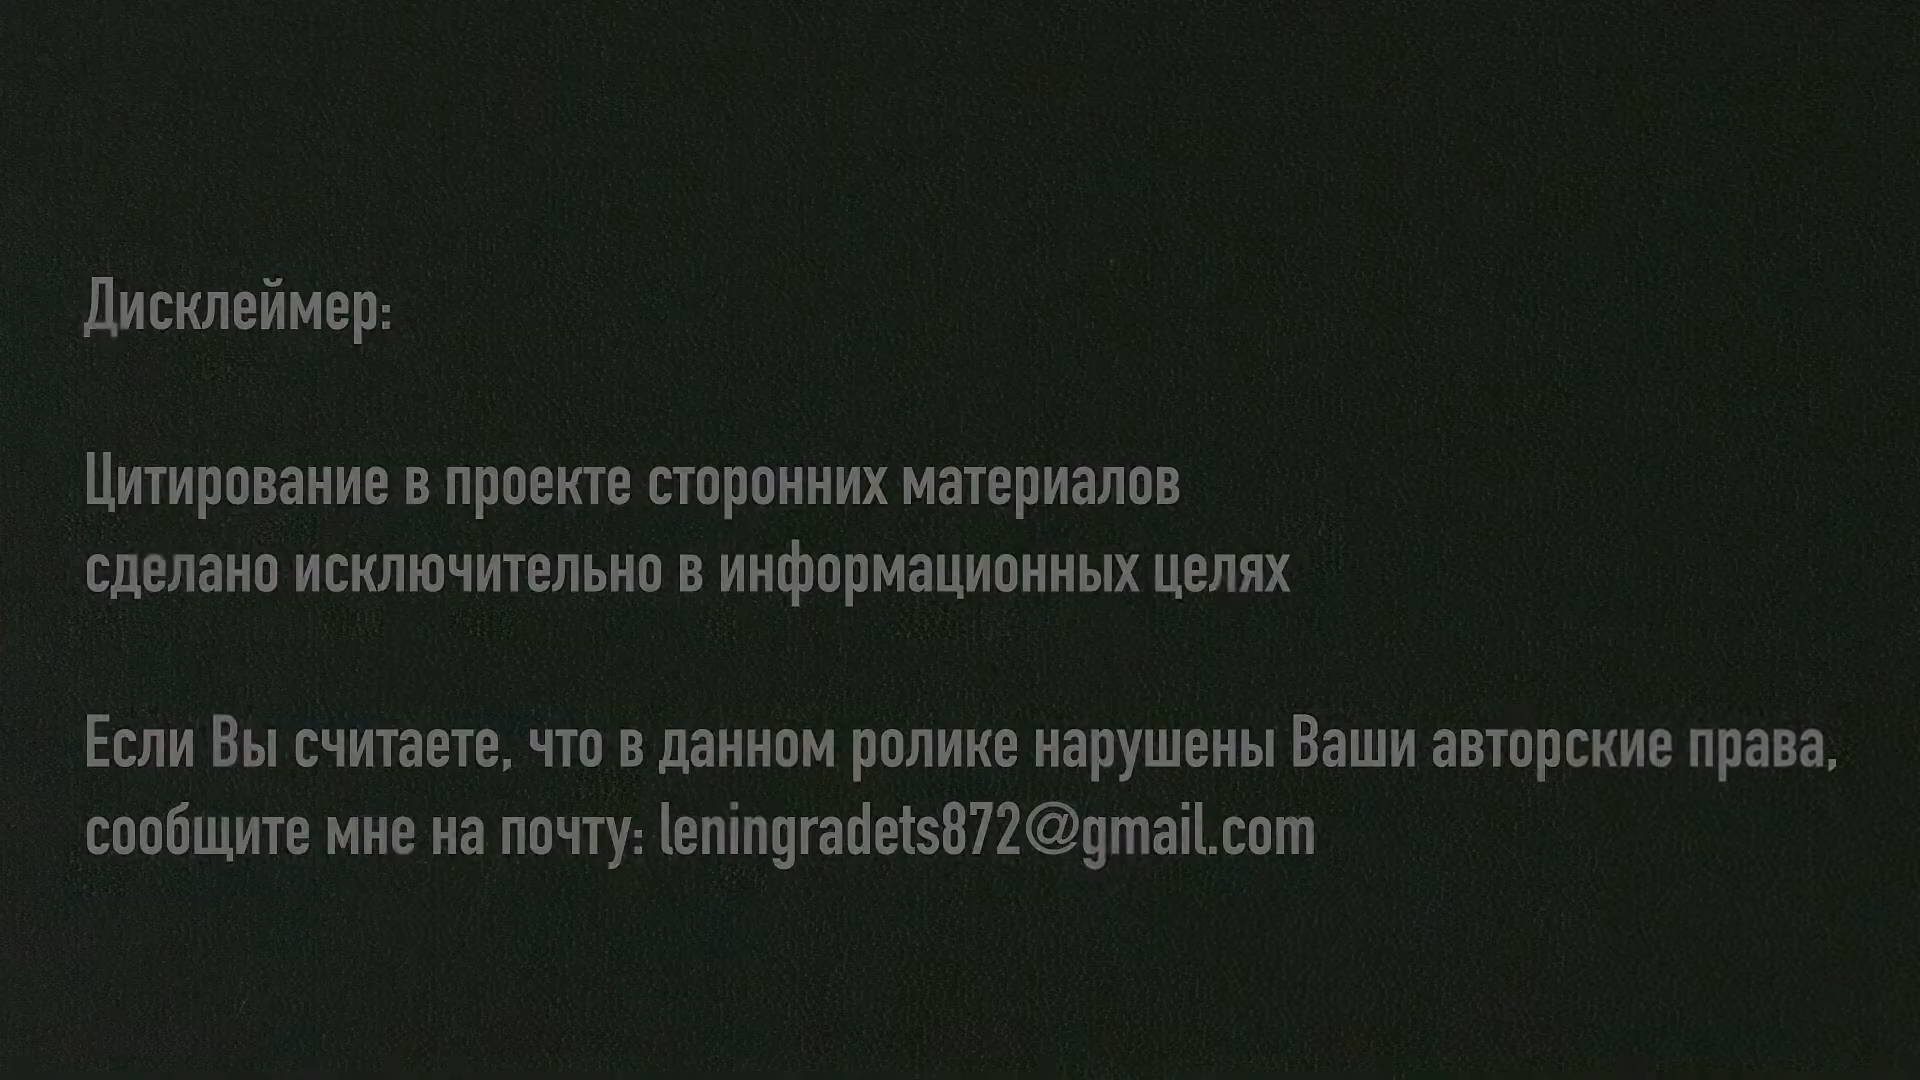 Дисклеймер:
Цитирование в проекте сторонних материалов
сделано исключительно в информационных целях
Если Вы считаете, что в данном ролике нарушены Ваши авторские права,
сообщите мне на почту: leningradets872@gmail.com